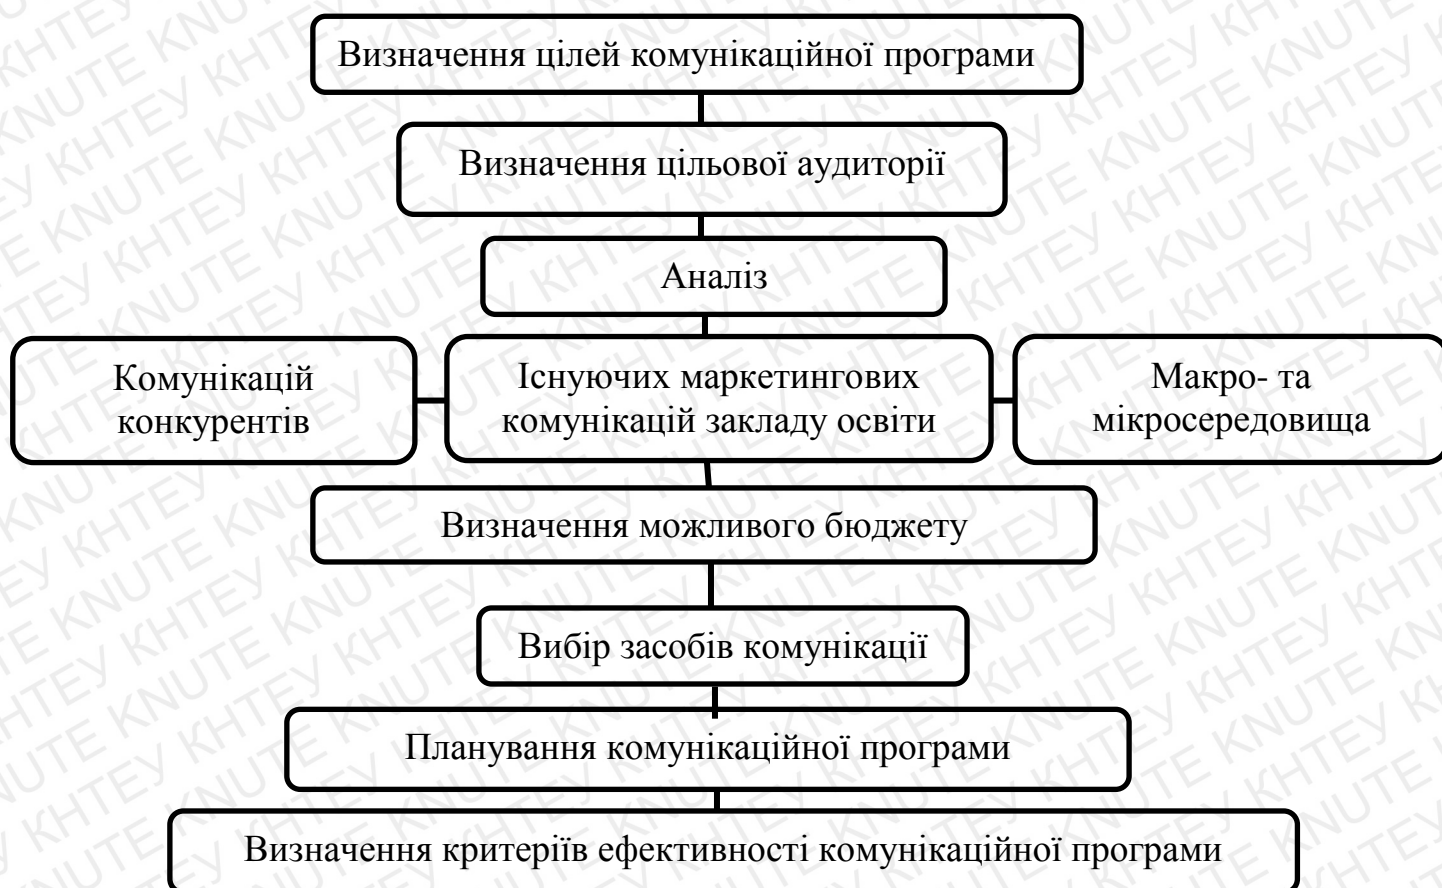 Визначення цілей комунікаційної програми
Визначення цільової аудиторії
Аналіз
Комунікацій
конкурентів
Існуючих маркетингових
комунікацій закладу освіти
Макро- та
мікросередовища
Визначення можливого бюджету
Вибір засобів комунікації
Планування комунікаційної програми
Визначення критеріїв ефективності комунікаційної програми